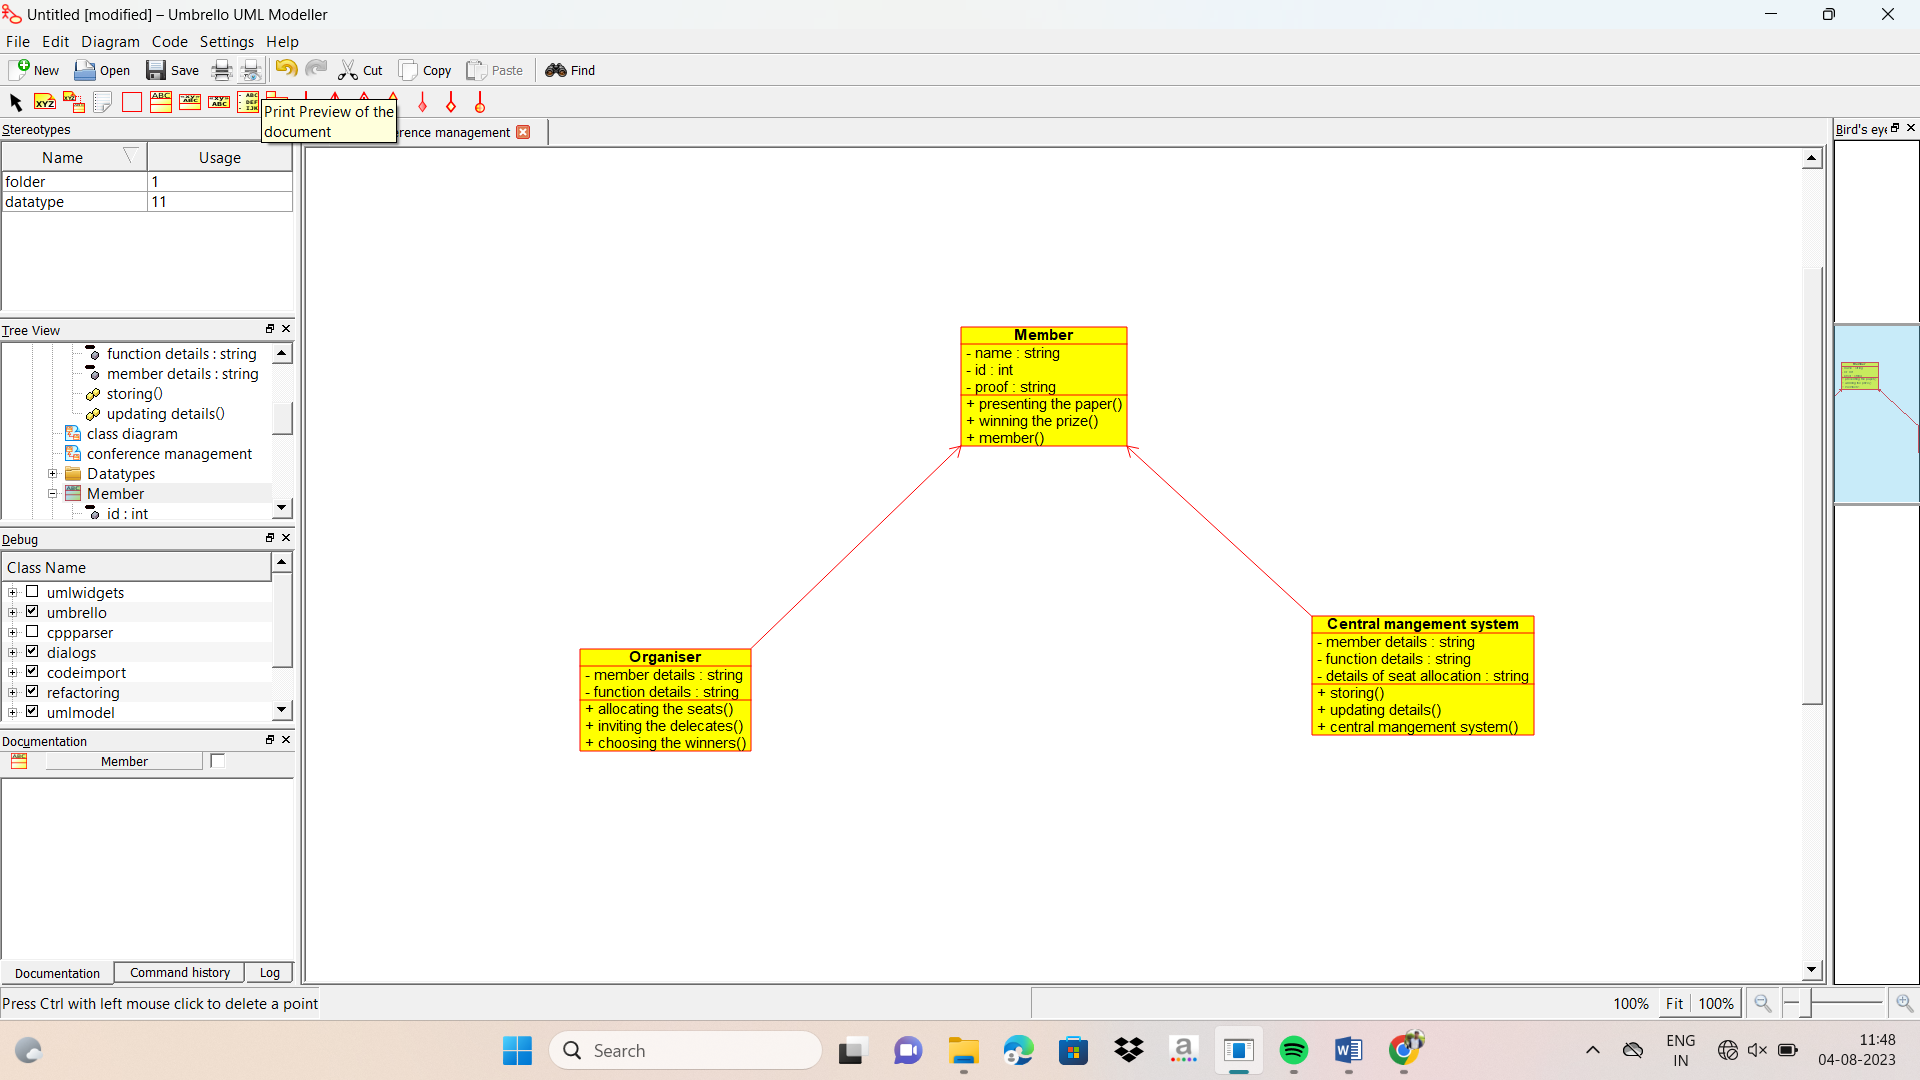 Untitled [modified] – Umbrello UML Modeller
File Edit Diagram Code Settings Help
New Open Save Cut Copy Paste Find
Print Preview of the
document
erence management
Stereotypes
Name Usage
folder 1
datatype 11
Tree View
function details : string
member details : string
storing()
updating details()
class diagram
conference management
Datatypes
Member
id : int
Debug
Class Name
umlwidgets
umbrello
cppparser
dialogs
codeimport
refactoring
umlmodel
Documentation
Member
Documentation Command history Log
Press Ctrl with left mouse click to delete a point
Member
- name : string
- id : int
- proof : string
+ presenting the paper()
+ winning the prize()
+ member()
Organiser
- member details : string
- function details : string
+ allocating the seats()
+ inviting the delecates()
+ choosing the winners()
Central mangement system
- member details : string
- function details : string
- details of seat allocation : string
+ storing()
+ updating details()
+ central mangement system()
Bird's eye
100% Fit 100%
Search
ENG
IN
11:48
04-08-2023